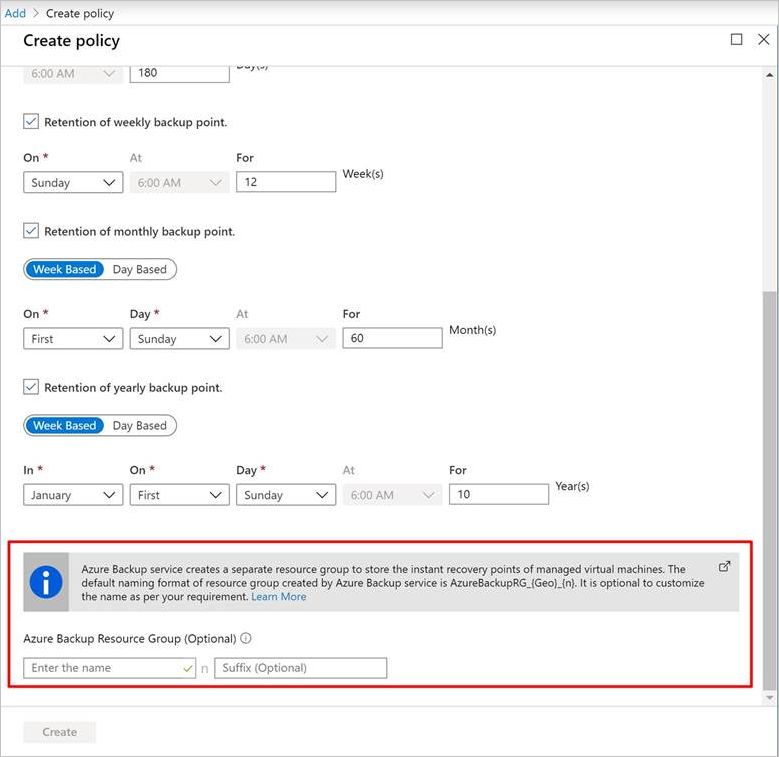 Add > Create policy
Create policy
6:00 AM 180 Day(s)
Retention of weekly backup point.
On * At For
Sunday 6:00 AM 12 Week(s)
Retention of monthly backup point.
Week Based Day Based
On * Day * At For
First Sunday 6:00 AM 60 Month(s)
Retention of yearly backup point.
Week Based Day Based
In * On * Day * At For
January First Sunday 6:00 AM 10 Year(s)
Azure Backup service creates a separate resource group to store the instant recovery points of managed virtual machines. The
default naming format of resource group created by Azure Backup service is AzureBackupRG_{Geo}_{n}. It is optional to customize
the name as per your requirement. Learn More
Azure Backup Resource Group (Optional)
Enter the name n Suffix (Optional)
Create